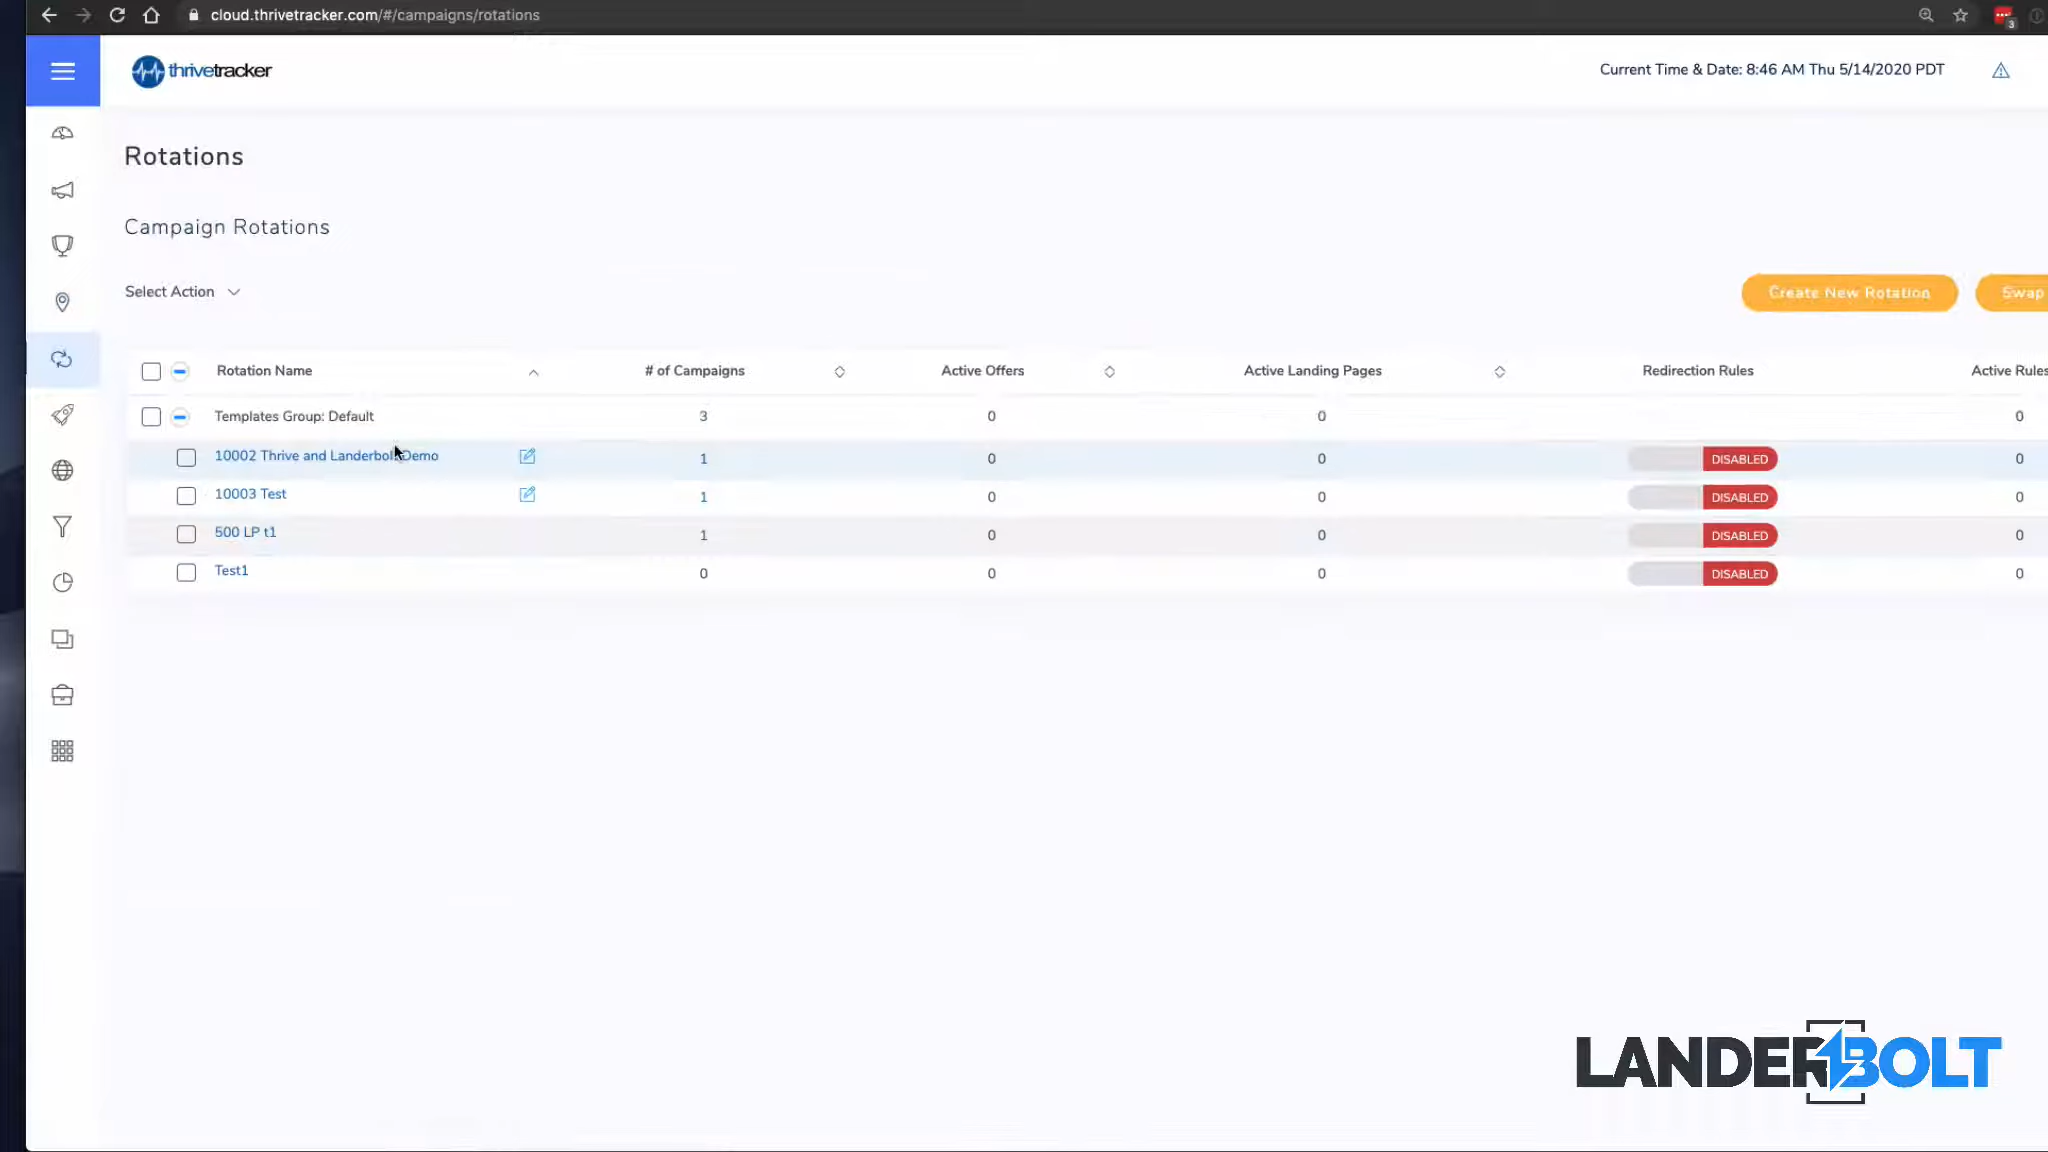 cloud.thrivetracker.com/#/campaigns/rotations
3
thrivetracker
Current Time & Date: 8:46 AM Thu 5/14/2020 PDT
Rotations
Campaign Rotations
Select Action
Create New Rotation
Swap
Rotation Name # of Campaigns Active Offers Active Landing Pages Redirection Rules Active Rules
Templates Group: Default 3 0 0 0
10002 Thrive and Landerbolt Demo 1 0 0 DISABLED 0
10003 Test 1 0 0 DISABLED 0
500 LP t1 1 0 0 DISABLED 0
Test1 0 0 0 DISABLED 0
LANDERBOLT